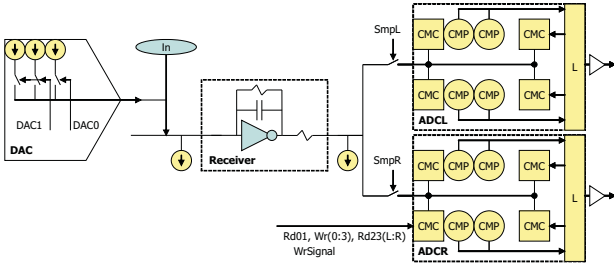 In
DAC1
DAC0
DAC
Receiver
SmpL
CMC
CMP
CMP
CMC
L
CMC
CMP
CMP
CMC
ADCL
SmpR
CMC
CMP
CMP
CMC
L
CMC
CMP
CMP
CMC
ADCR
Rd01, Wr(0:3), Rd23(L:R)
WrSignal